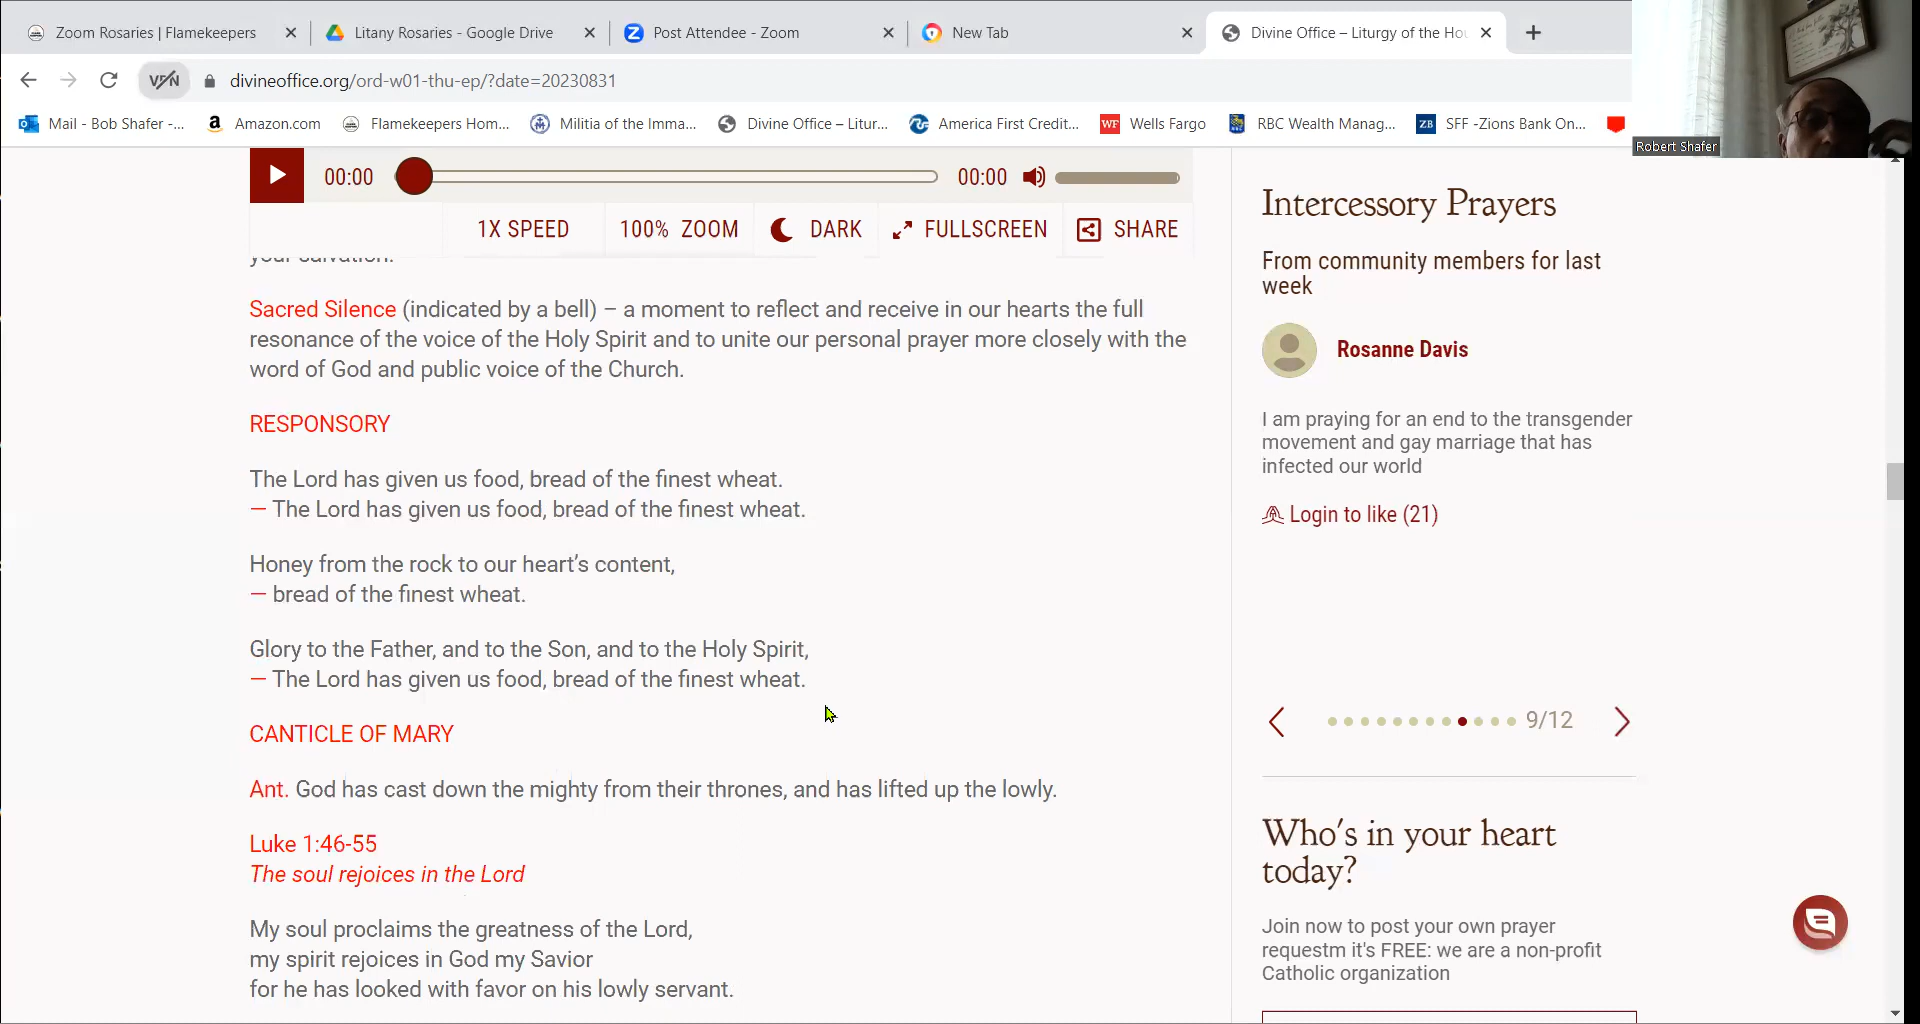 Zoom Rosaries | Flamekeepers
Litany Rosaries - Google Drive
Post Attendee - Zoom
New Tab
Divine Office – Liturgy of the Hou
VPN
divineoffice.org/ord-w01-thu-ep/?date=20230831
Mail - Bob Shafer -...
Amazon.com
Flamekeepers Hom...
Militia of the Imma...
Divine Office – Litur...
America First Credit...
WF Wells Fargo
RBC Wealth Manag...
ZB SFF -Zions Bank On...
Robert Shafer
00:00
00:00
1X SPEED
100% ZOOM
DARK
FULLSCREEN
SHARE
your salvation.
Sacred Silence (indicated by a bell) – a moment to reflect and receive in our hearts the full
resonance of the voice of the Holy Spirit and to unite our personal prayer more closely with the
word of God and public voice of the Church.
RESPONSORY
The Lord has given us food, bread of the finest wheat.
— The Lord has given us food, bread of the finest wheat.
Honey from the rock to our heart’s content,
— bread of the finest wheat.
Glory to the Father, and to the Son, and to the Holy Spirit,
— The Lord has given us food, bread of the finest wheat.
CANTICLE OF MARY
Ant. God has cast down the mighty from their thrones, and has lifted up the lowly.
Luke 1:46-55
The soul rejoices in the Lord
My soul proclaims the greatness of the Lord,
my spirit rejoices in God my Savior
for he has looked with favor on his lowly servant.
Intercessory Prayers
From community members for last
week
Rosanne Davis
I am praying for an end to the transgender
movement and gay marriage that has
infected our world
Login to like (21)
9/12
Who's in your heart
today?
Join now to post your own prayer
requestm it's FREE: we are a non-profit
Catholic organization